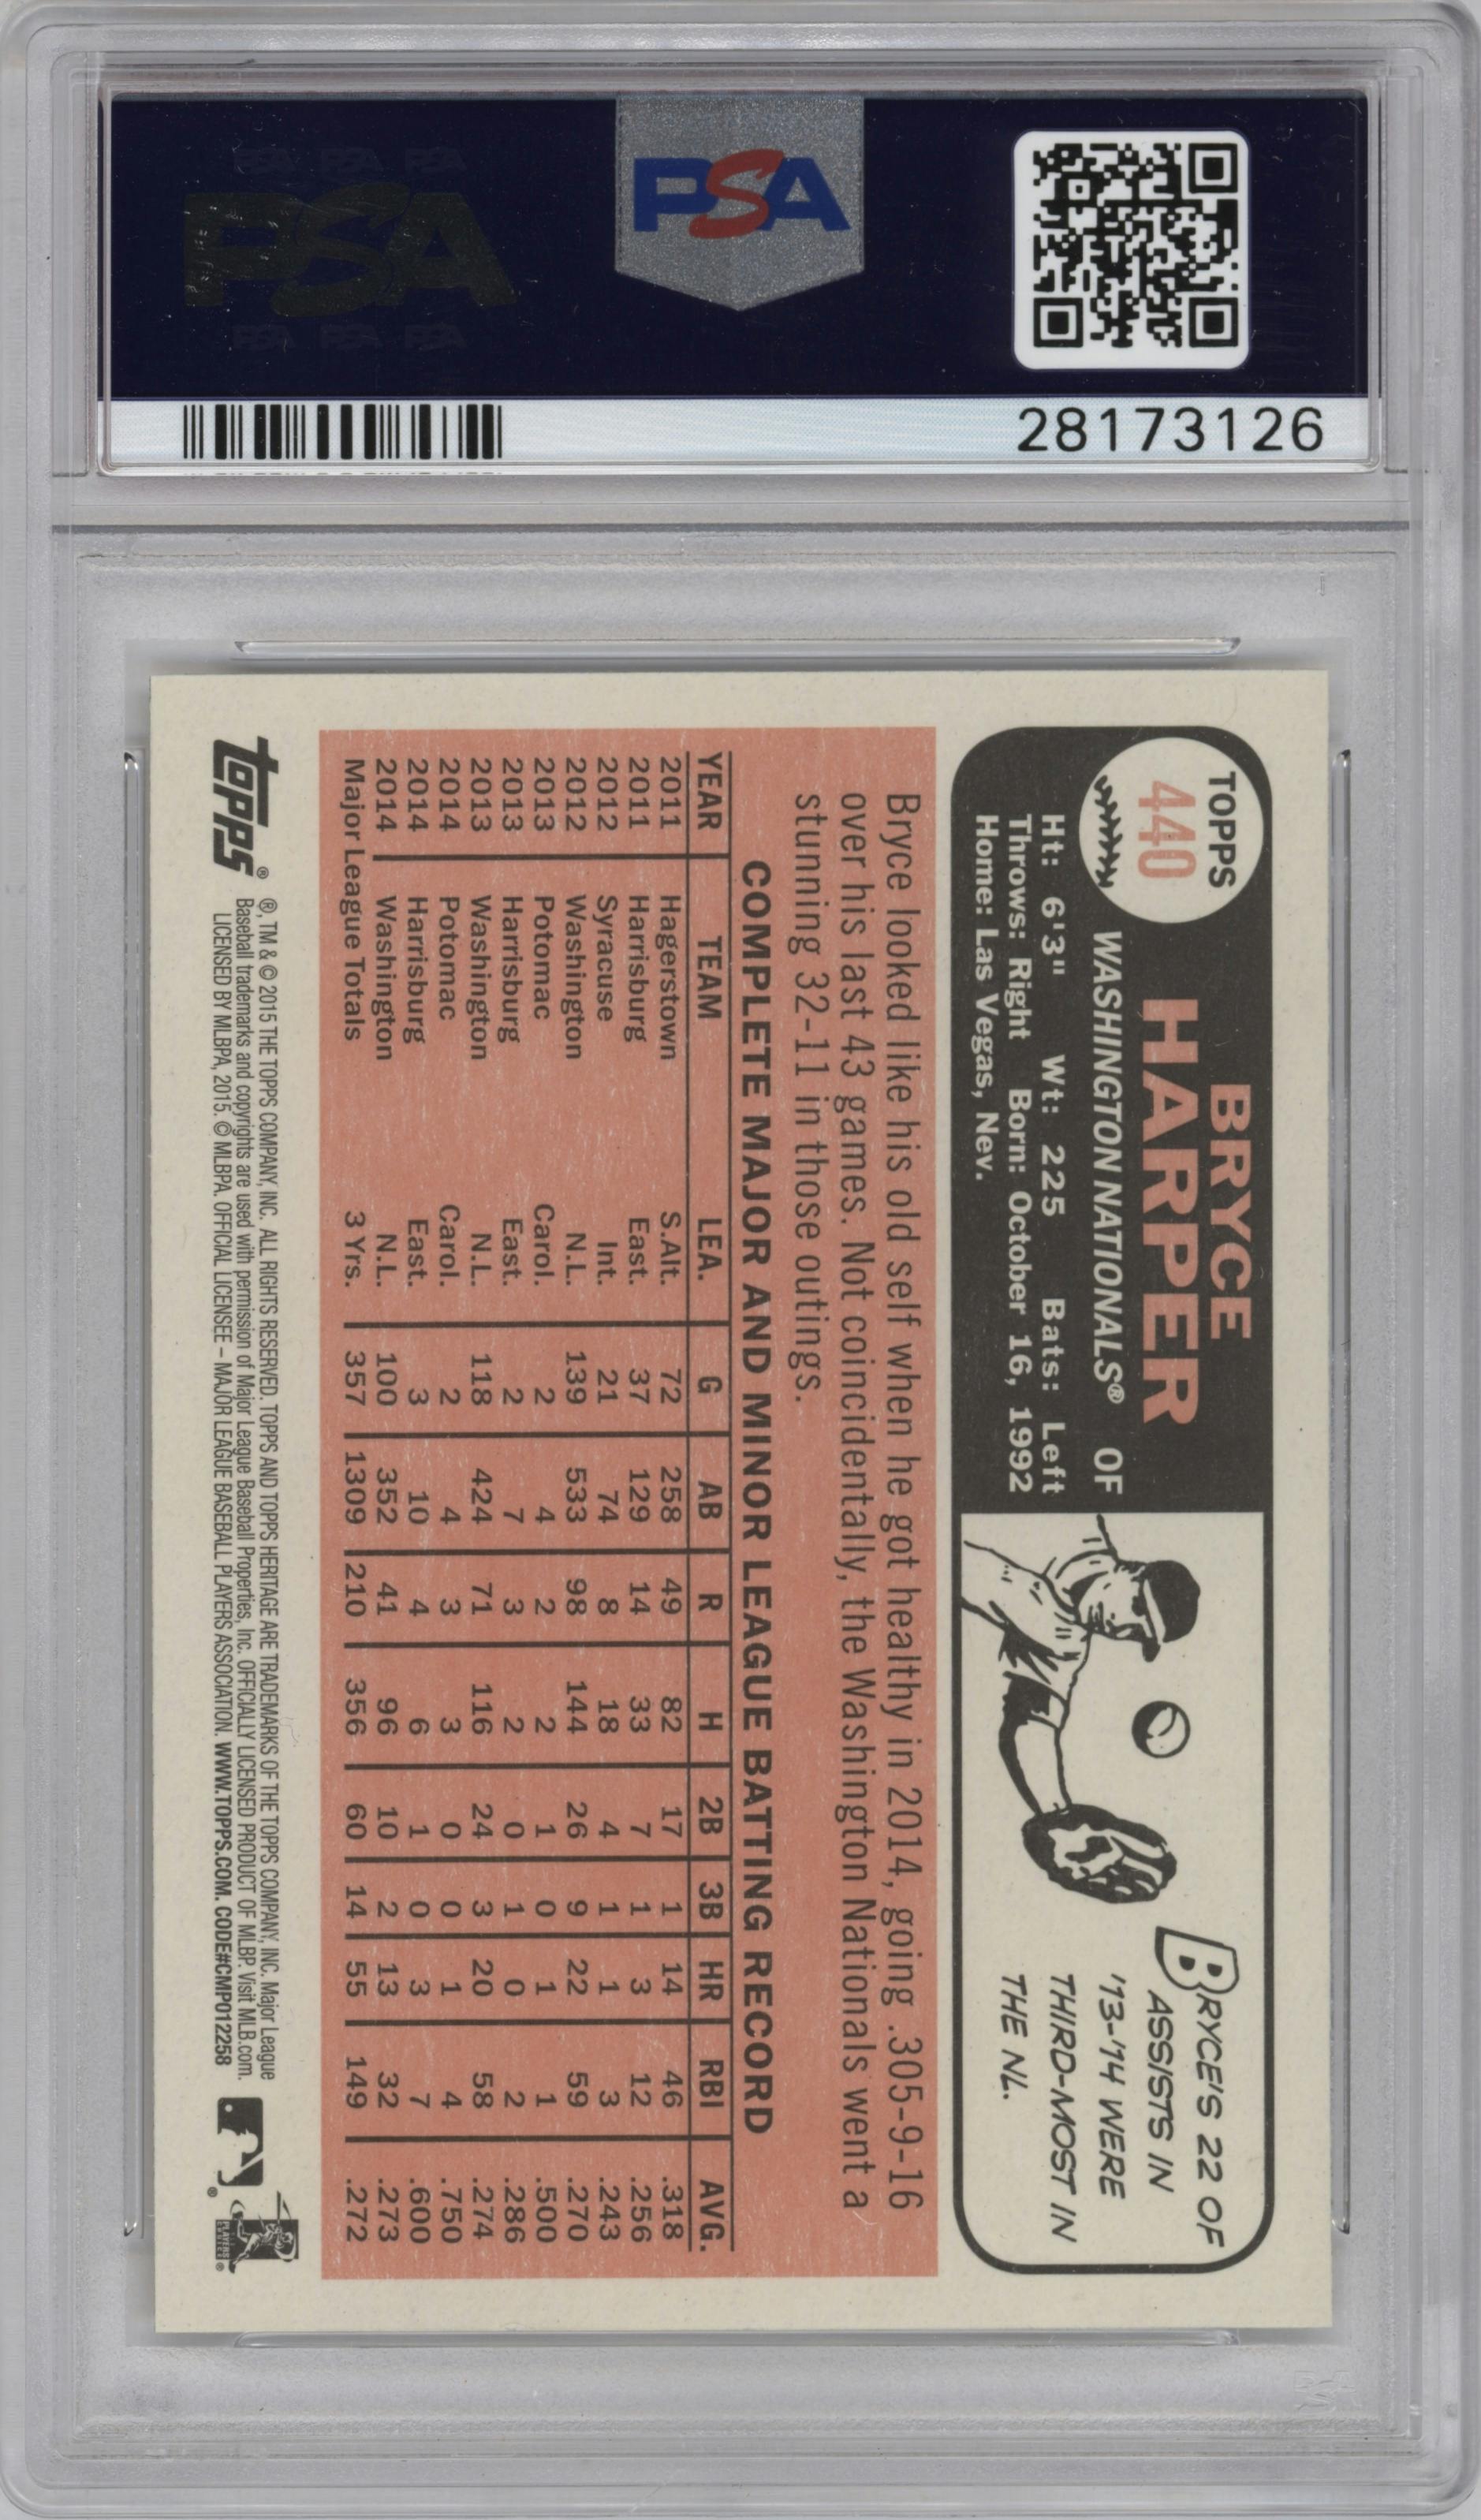 PSA
PSA PSA PSA
PSA
PSA PSA PSA
28173126
TOPPS
440
BRYCE
HARPER
WASHINGTON NATIONALS® OF
Ht: 6'3" Wt: 225 Bats: Left
Throws: Right Born: October 16, 1992
Home: Las Vegas, Nev.
BRYCE'S 22 OF
ASSISTS IN
'13-'14 WERE
THIRD-MOST IN
THE NL.
Bryce looked like his old self when he got healthy in 2014, going .305-9-16
over his last 43 games. Not coincidentally, the Washington Nationals went a
stunning 32-11 in those outings.
COMPLETE MAJOR AND MINOR LEAGUE BATTING RECORD
YEAR TEAM LEA. G AB R H 2B 3B HR RBI AVG.
2011 Hagerstown S.Alt. 72 258 49 82 17 1 14 46 .318
2011 Harrisburg East. 37 129 14 33 7 1 3 12 .256
2012 Syracuse Int. 21 74 8 18 4 1 1 3 .243
2012 Washington N.L. 139 533 98 144 26 9 22 59 .270
2013 Potomac Carol. 2 4 2 2 1 0 1 1 .500
2013 Harrisburg East. 2 7 3 2 0 1 0 2 .286
2013 Washington N.L. 118 424 71 116 24 3 20 58 .274
2014 Potomac Carol. 2 4 3 3 0 0 1 4 .750
2014 Harrisburg East. 3 10 4 6 1 0 3 7 .600
2014 Washington N.L. 100 352 41 96 10 2 13 32 .273
Major League Totals 3 Yrs. 357 1309 210 356 60 14 55 149 .272
topps®
®, TM & © 2015 THE TOPPS COMPANY, INC. ALL RIGHTS RESERVED. TOPPS AND TOPPS HERITAGE ARE TRADEMARKS OF THE TOPPS COMPANY, INC. Major League
Baseball trademarks and copyrights are used with permission of Major League Baseball Properties, Inc. OFFICIALLY LICENSED PRODUCT OF MLBP. Visit MLB.com.
LICENSED BY MLBPA, 2015. © MLBPA. OFFICIAL LICENSEE – MAJOR LEAGUE BASEBALL PLAYERS ASSOCIATION. WWW.TOPPS.COM. CODE#CMP012258